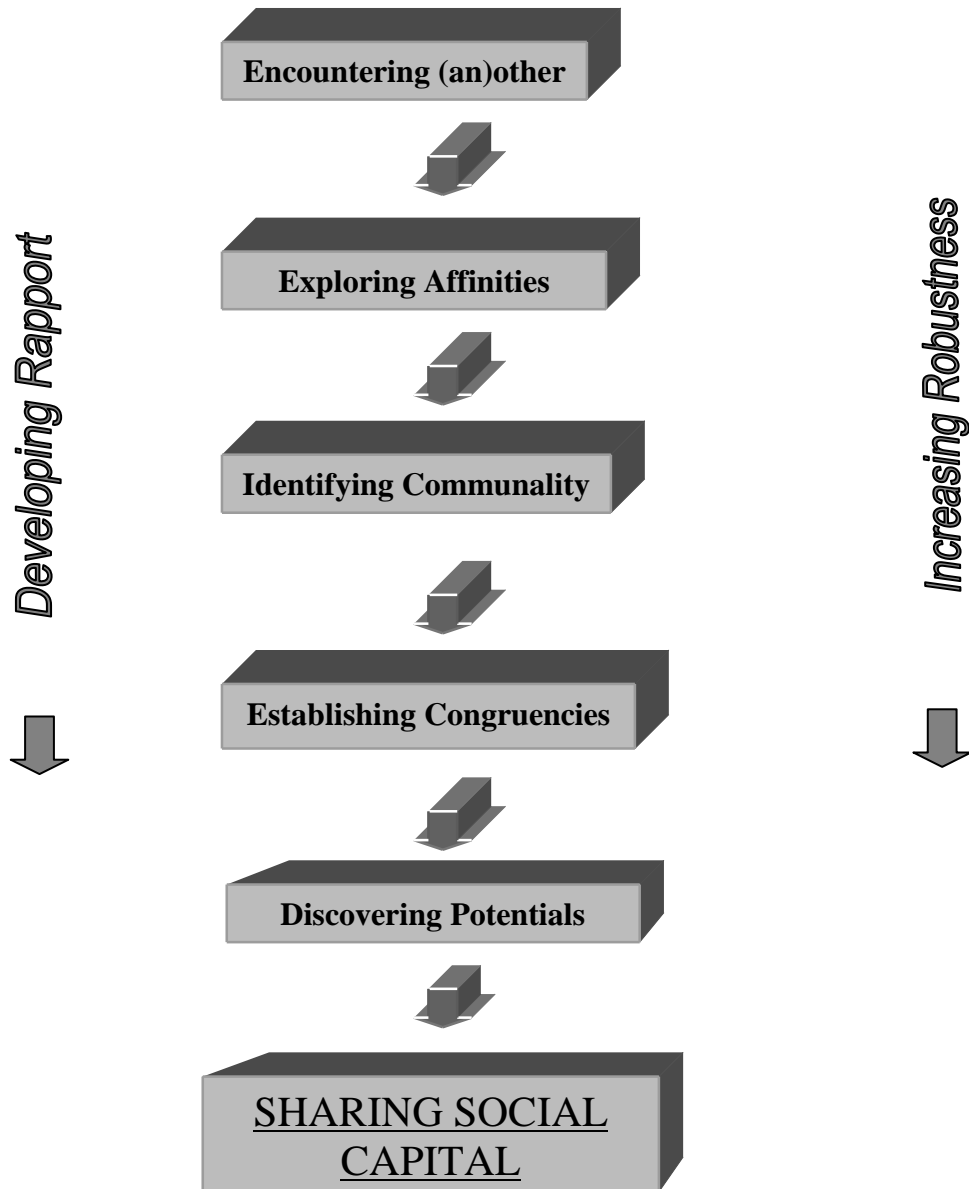 Encountering (an)other
Exploring Affinities
Identifying Communality
Establishing Congruencies
Discovering Potentials
SHARING SOCIAL
CAPITAL
Developing Rapport
Increasing Robustness